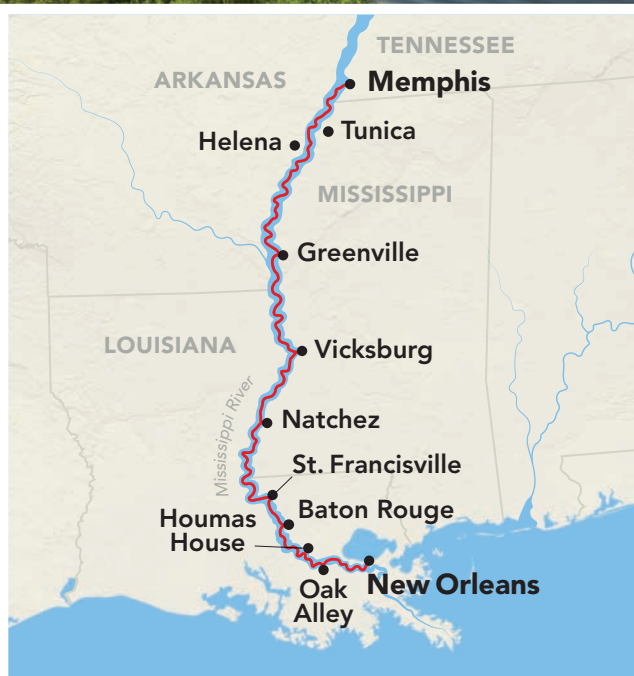 TENNESSEE
ARKANSAS
Memphis
Tunica
Helena
MISSISSIPPI
Greenville
LOUISIANA
Vicksburg
Mississippi River
Natchez
St. Francisville
Baton Rouge
Houmas
House
New Orleans
Oak
Alley